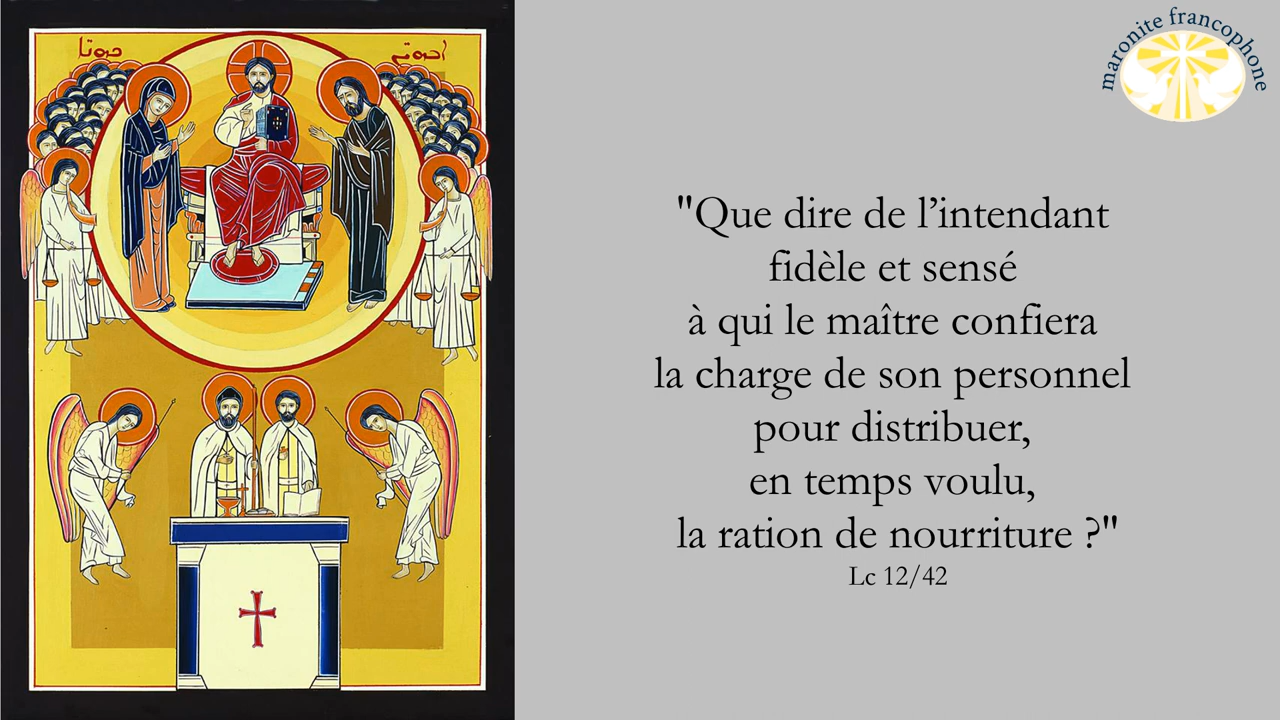 maronite francophone
"Que dire de l’intendant
fidèle et sensé
à qui le maître confiera
la charge de son personnel
pour distribuer,
en temps voulu,
la ration de nourriture ?"
Lc 12/42